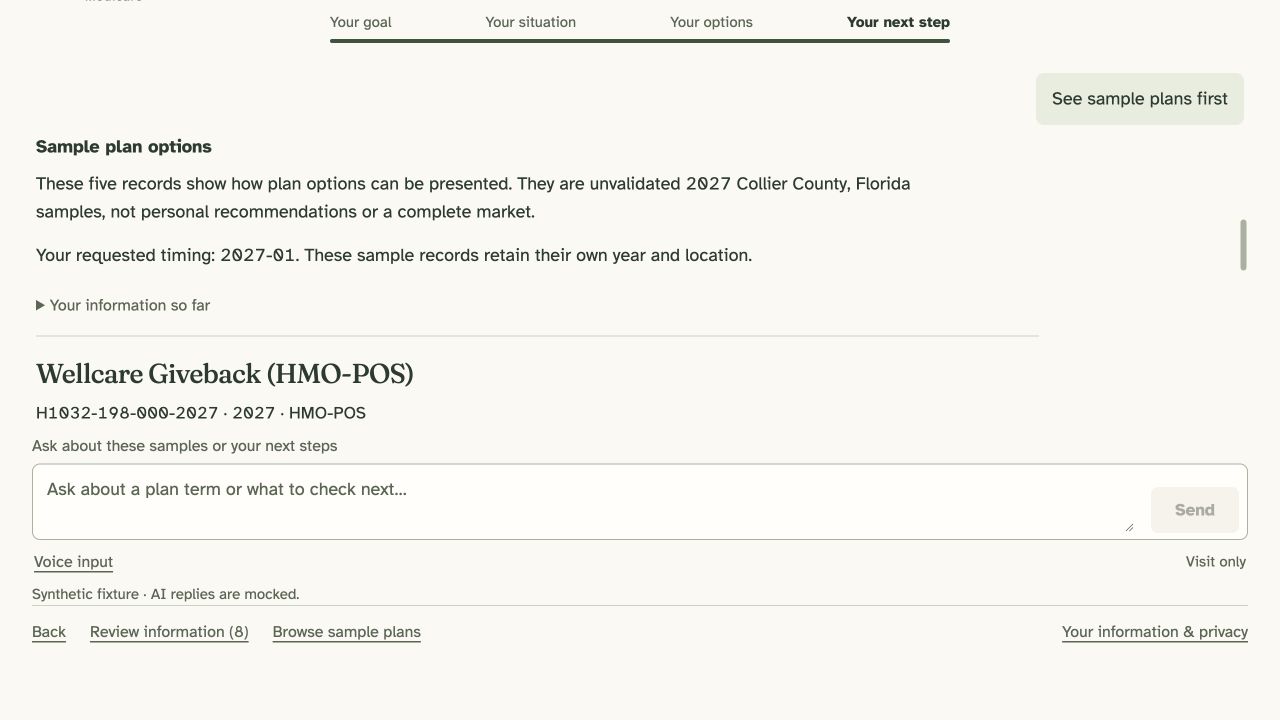 Your goal
Your situation
Your options
Your next step
See sample plans first
Sample plan options
These five records show how plan options can be presented. They are unvalidated 2027 Collier County, Florida
samples, not personal recommendations or a complete market.
Your requested timing: 2027-01. These sample records retain their own year and location.
Your information so far
Wellcare Giveback (HMO-POS)
H1032-198-000-2027 · 2027 · HMO-POS
Ask about these samples or your next steps
Ask about a plan term or what to check next...
Send
Voice input
Visit only
Synthetic fixture · AI replies are mocked.
Back
Review information (8)
Browse sample plans
Your information & privacy